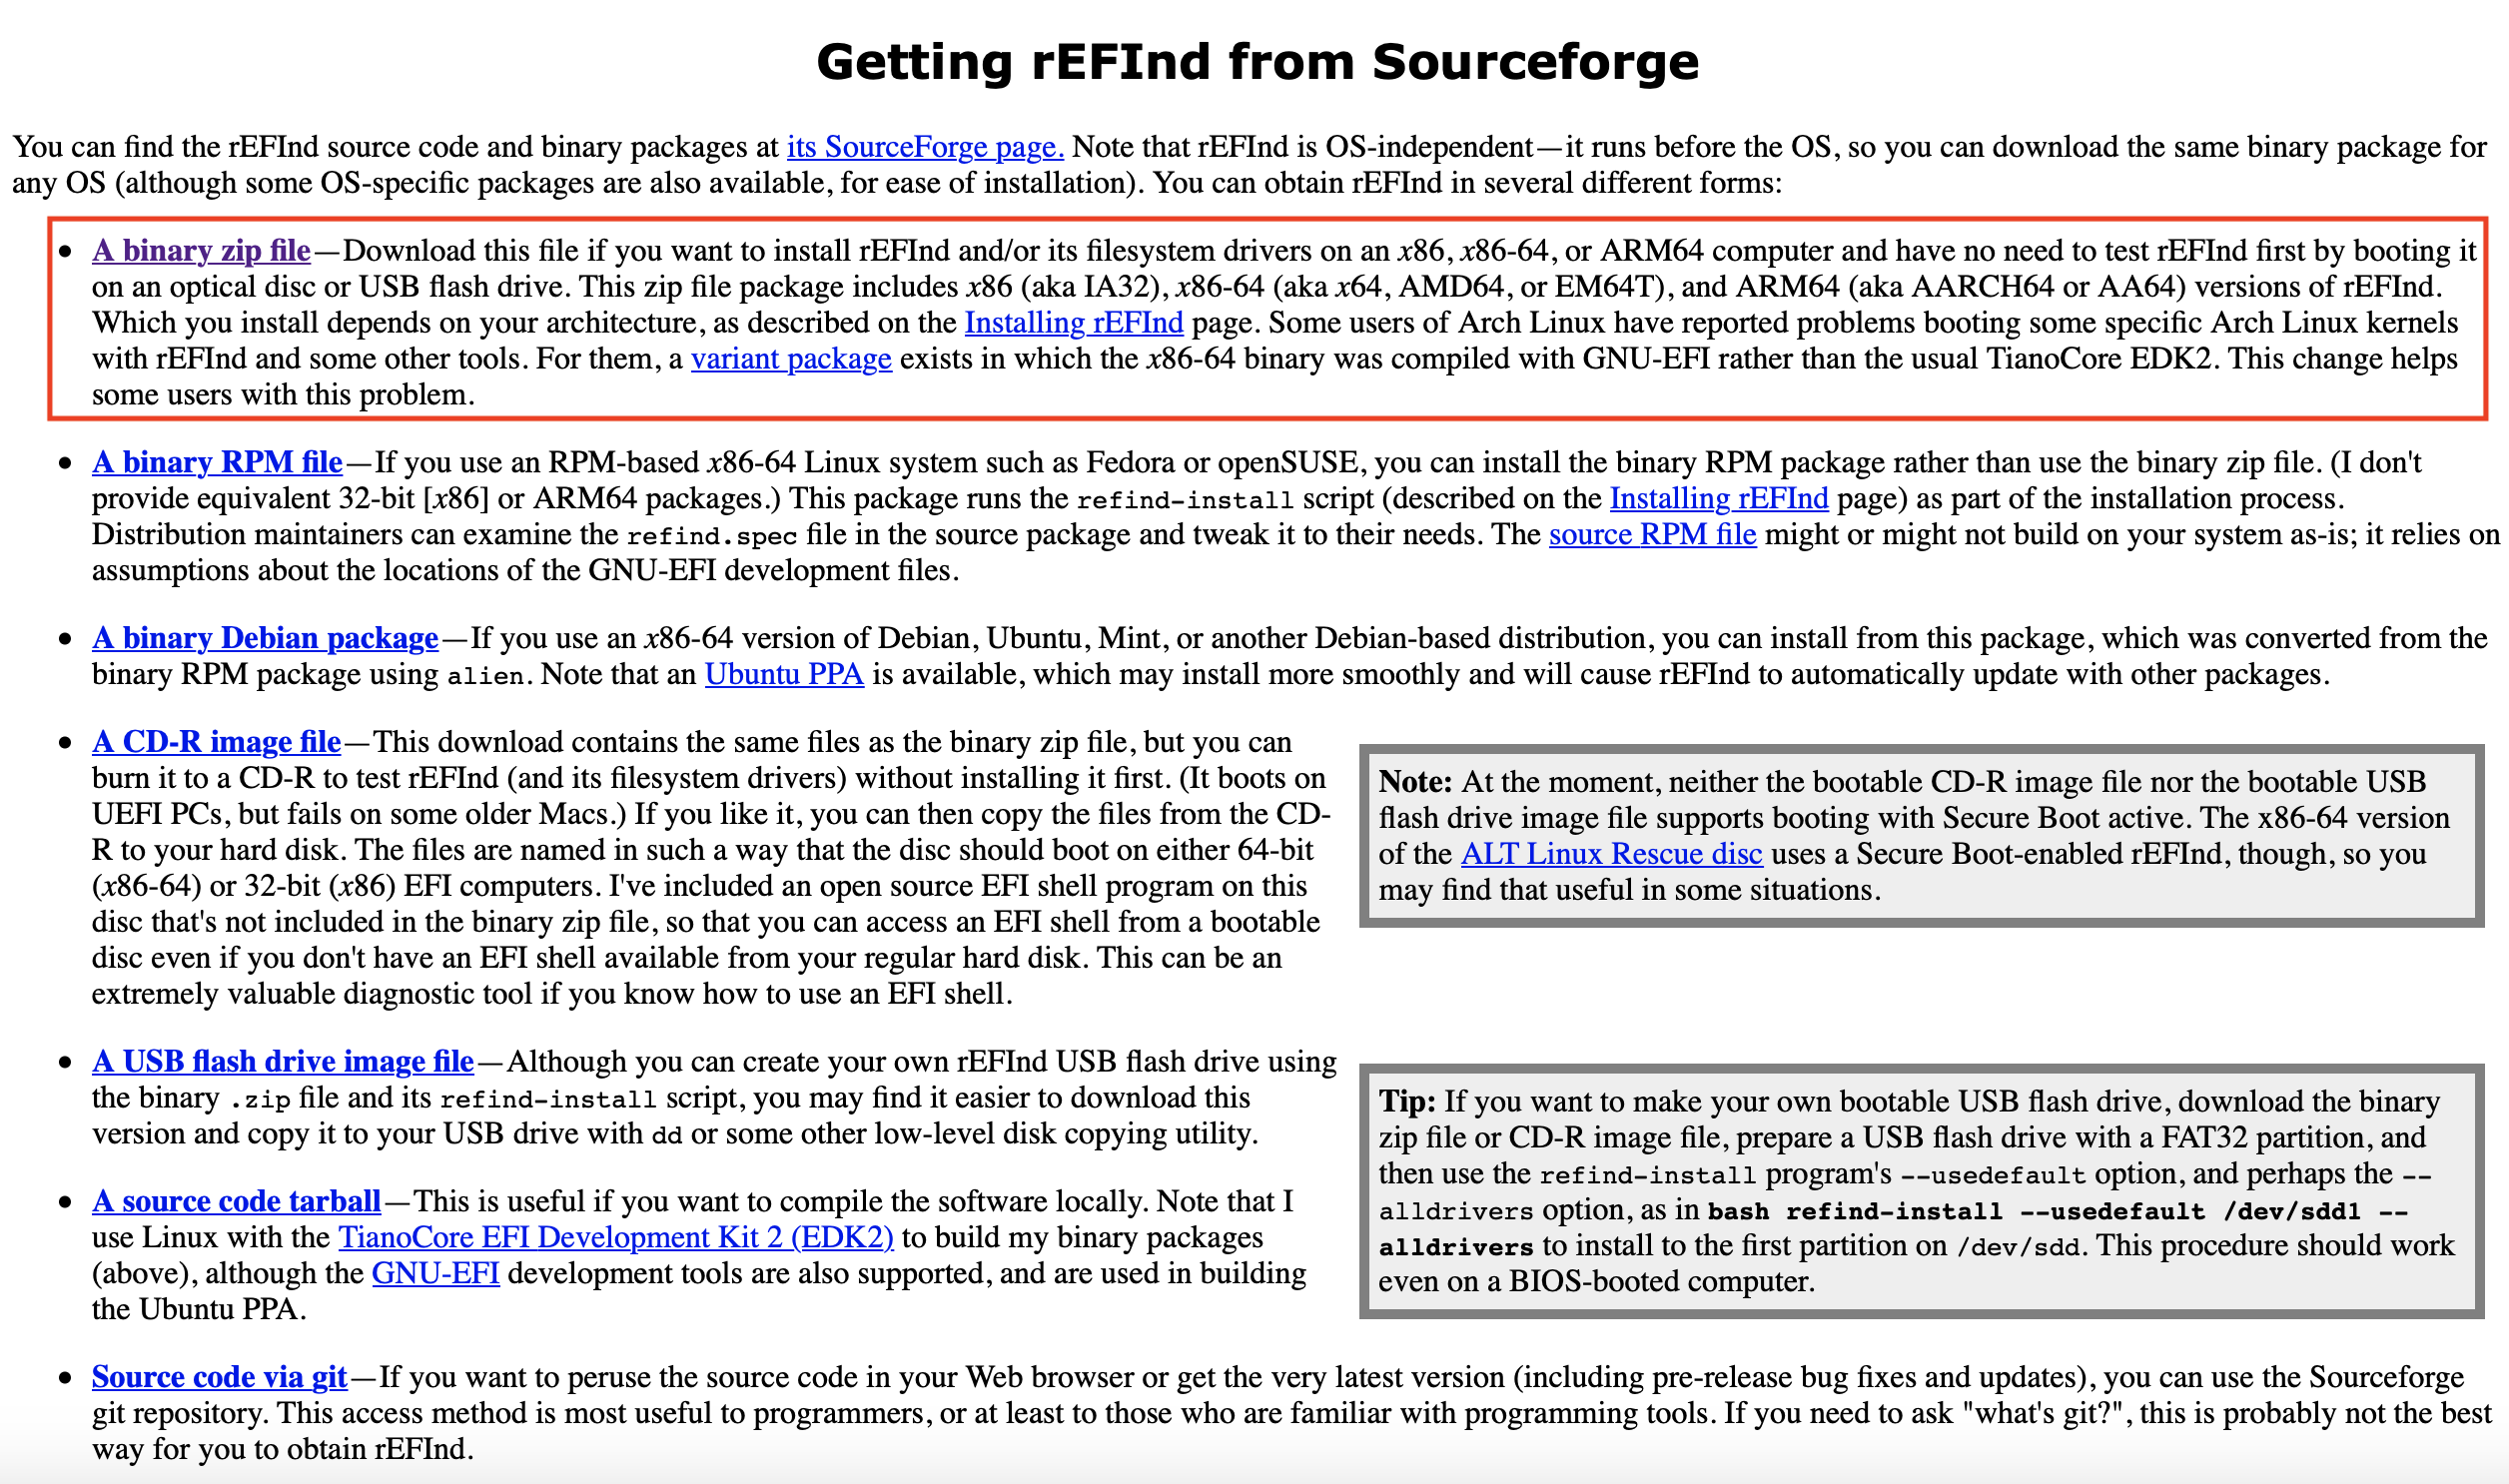 Getting rEFInd from Sourceforge
You can find the rEFInd source code and binary packages at its SourceForge page. Note that rEFInd is OS-independent—it runs before the OS, so you can download the same binary package for
any OS (although some OS-specific packages are also available, for ease of installation). You can obtain rEFInd in several different forms:
• A binary zip file—Download this file if you want to install rEFInd and/or its filesystem drivers on an x86, x86-64, or ARM64 computer and have no need to test rEFInd first by booting it
on an optical disc or USB flash drive. This zip file package includes x86 (aka IA32), x86-64 (aka x64, AMD64, or EM64T), and ARM64 (aka AARCH64 or AA64) versions of rEFInd.
Which you install depends on your architecture, as described on the Installing rEFInd page. Some users of Arch Linux have reported problems booting some specific Arch Linux kernels
with rEFInd and some other tools. For them, a variant package exists in which the x86-64 binary was compiled with GNU-EFI rather than the usual TianoCore EDK2. This change helps
some users with this problem.
• A binary RPM file—If you use an RPM-based x86-64 Linux system such as Fedora or openSUSE, you can install the binary RPM package rather than use the binary zip file. (I don't
provide equivalent 32-bit [x86] or ARM64 packages.) This package runs the refind-install script (described on the Installing rEFInd page) as part of the installation process.
Distribution maintainers can examine the refind.spec file in the source package and tweak it to their needs. The source RPM file might or might not build on your system as-is; it relies on
assumptions about the locations of the GNU-EFI development files.
• A binary Debian package—If you use an x86-64 version of Debian, Ubuntu, Mint, or another Debian-based distribution, you can install from this package, which was converted from the
binary RPM package using alien. Note that an Ubuntu PPA is available, which may install more smoothly and will cause rEFInd to automatically update with other packages.
• A CD-R image file—This download contains the same files as the binary zip file, but you can
burn it to a CD-R to test rEFInd (and its filesystem drivers) without installing it first. (It boots on
UEFI PCs, but fails on some older Macs.) If you like it, you can then copy the files from the CD-
R to your hard disk. The files are named in such a way that the disc should boot on either 64-bit
(x86-64) or 32-bit (x86) EFI computers. I've included an open source EFI shell program on this
disc that's not included in the binary zip file, so that you can access an EFI shell from a bootable
disc even if you don't have an EFI shell available from your regular hard disk. This can be an
extremely valuable diagnostic tool if you know how to use an EFI shell.
Note: At the moment, neither the bootable CD-R image file nor the bootable USB
flash drive image file supports booting with Secure Boot active. The x86-64 version
of the ALT Linux Rescue disc uses a Secure Boot-enabled rEFInd, though, so you
may find that useful in some situations.
• A USB flash drive image file—Although you can create your own rEFInd USB flash drive using
the binary .zip file and its refind-install script, you may find it easier to download this
version and copy it to your USB drive with dd or some other low-level disk copying utility.
• A source code tarball—This is useful if you want to compile the software locally. Note that I
use Linux with the TianoCore EFI Development Kit 2 (EDK2) to build my binary packages
(above), although the GNU-EFI development tools are also supported, and are used in building
the Ubuntu PPA.
Tip: If you want to make your own bootable USB flash drive, download the binary
zip file or CD-R image file, prepare a USB flash drive with a FAT32 partition, and
then use the refind-install program's --usedefault option, and perhaps the --
alldrivers option, as in bash refind-install --usedefault /dev/sdd1 --
alldrivers to install to the first partition on /dev/sdd. This procedure should work
even on a BIOS-booted computer.
• Source code via git—If you want to peruse the source code in your Web browser or get the very latest version (including pre-release bug fixes and updates), you can use the Sourceforge
git repository. This access method is most useful to programmers, or at least to those who are familiar with programming tools. If you need to ask "what's git?", this is probably not the best
way for you to obtain rEFInd.